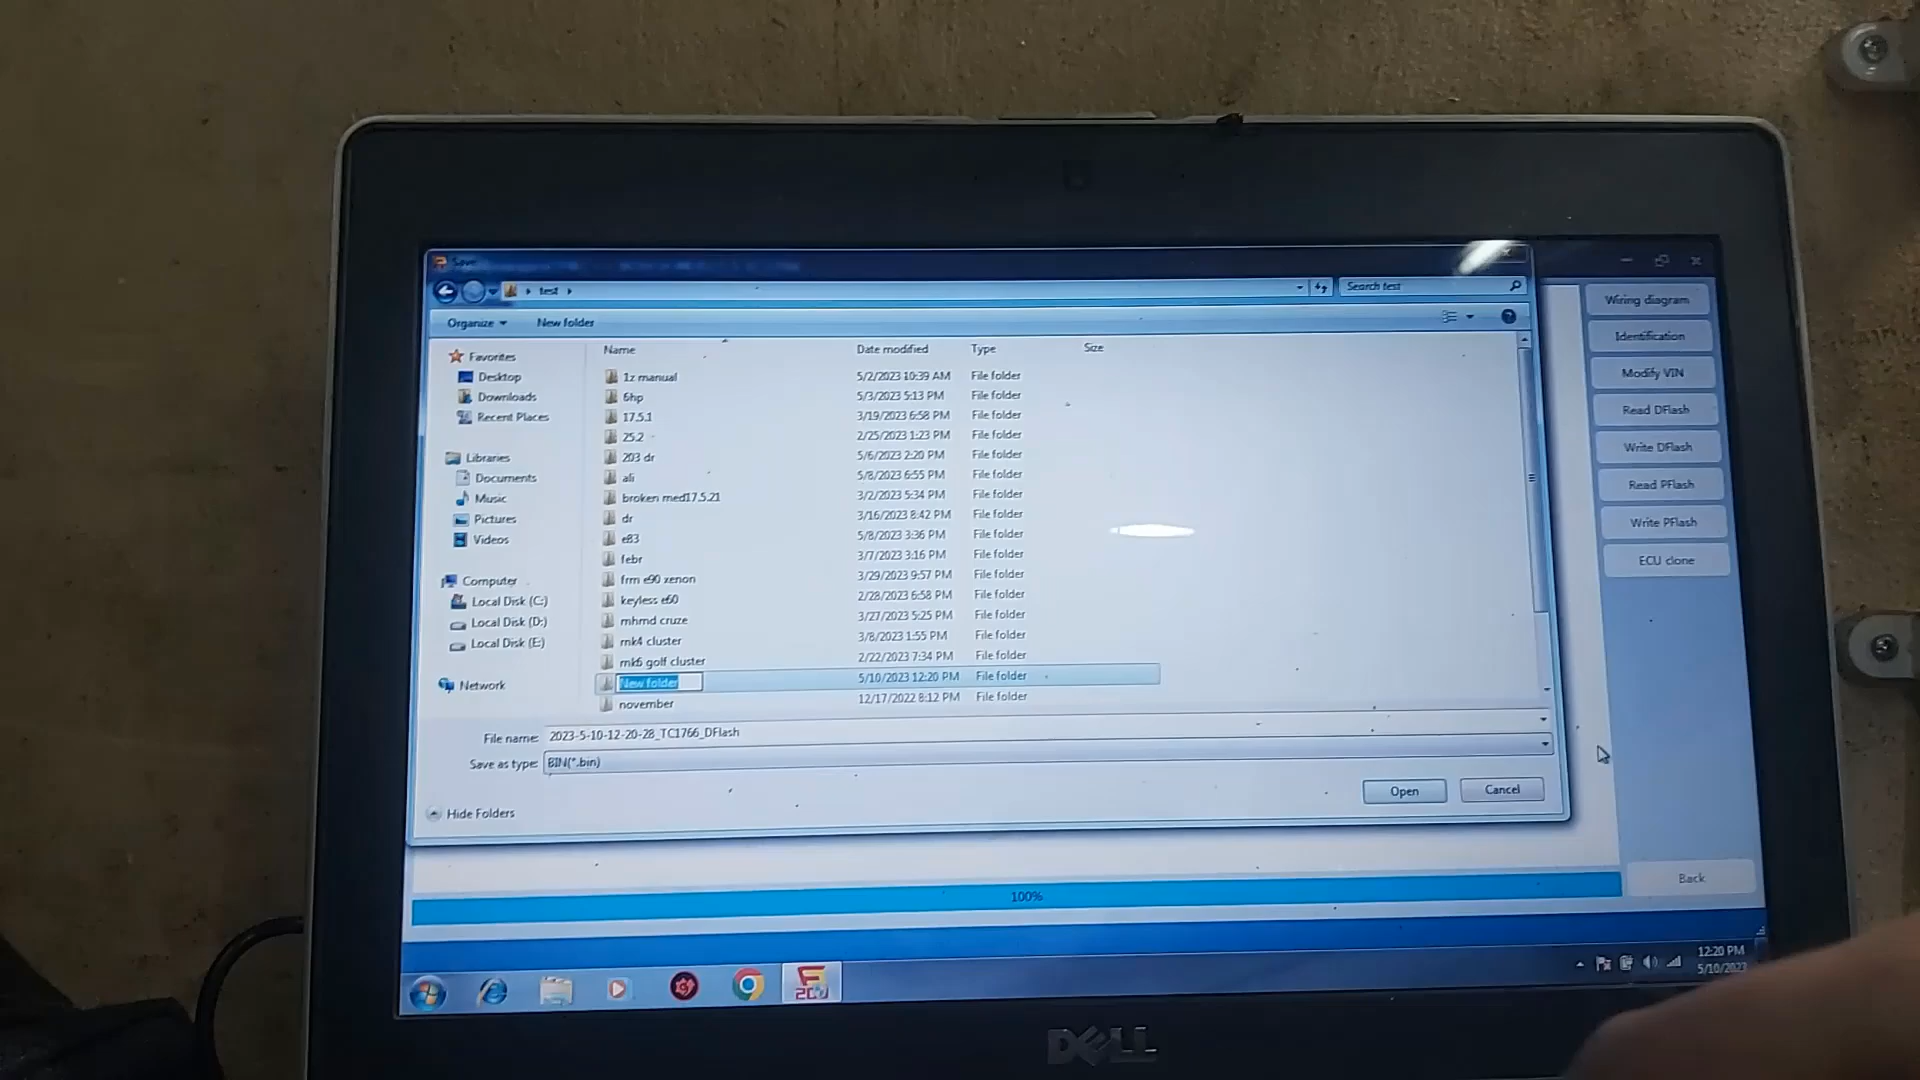 Save
test
Search test
Organize
New folder
Name
Date modified
Type
Size
Favorites
Desktop
Downloads
Recent Places
Libraries
Documents
Music
Pictures
Videos
Computer
Local Disk (C:)
Local Disk (D:)
Local Disk (E:)
Network
1z manual 5/2/2023 10:39 AM File folder
6hp 5/3/2023 5:13 PM File folder
17.5.1 3/19/2023 6:58 PM File folder
25.2 2/25/2023 1:23 PM File folder
203 dr 5/6/2023 2:20 PM File folder
ali 5/8/2023 6:55 PM File folder
broken med17.5.21 3/2/2023 5:34 PM File folder
dr 3/16/2023 8:42 PM File folder
e83 5/8/2023 3:36 PM File folder
febr 3/7/2023 3:16 PM File folder
frm e90 xenon 3/29/2023 9:57 PM File folder
keyless e60 2/28/2023 6:58 PM File folder
mhmd cruze 3/27/2023 5:25 PM File folder
mk4 cluster 3/8/2023 1:55 PM File folder
mk6 golf cluster 2/22/2023 7:34 PM File folder
New folder 5/10/2023 12:20 PM File folder
november 12/17/2022 8:12 PM File folder
File name: 2023-5-10-12-20-28_TC1766_DFlash
Save as type: BIN(*.bin)
Hide Folders
Open
Cancel
Wiring diagram
Identification
Modify VIN
Read DFlash
Write DFlash
Read PFlash
Write PFlash
ECU clone
Back
100%
12:20 PM
5/10/2023
DELL